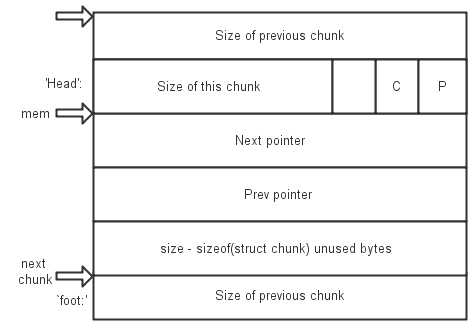 Size of previous chunk
'Head':
Size of this chunk
C
P
mem
Next pointer
Prev pointer
size - sizeof(struct chunk) unused bytes
next
chunk
`foot:'
Size of previous chunk